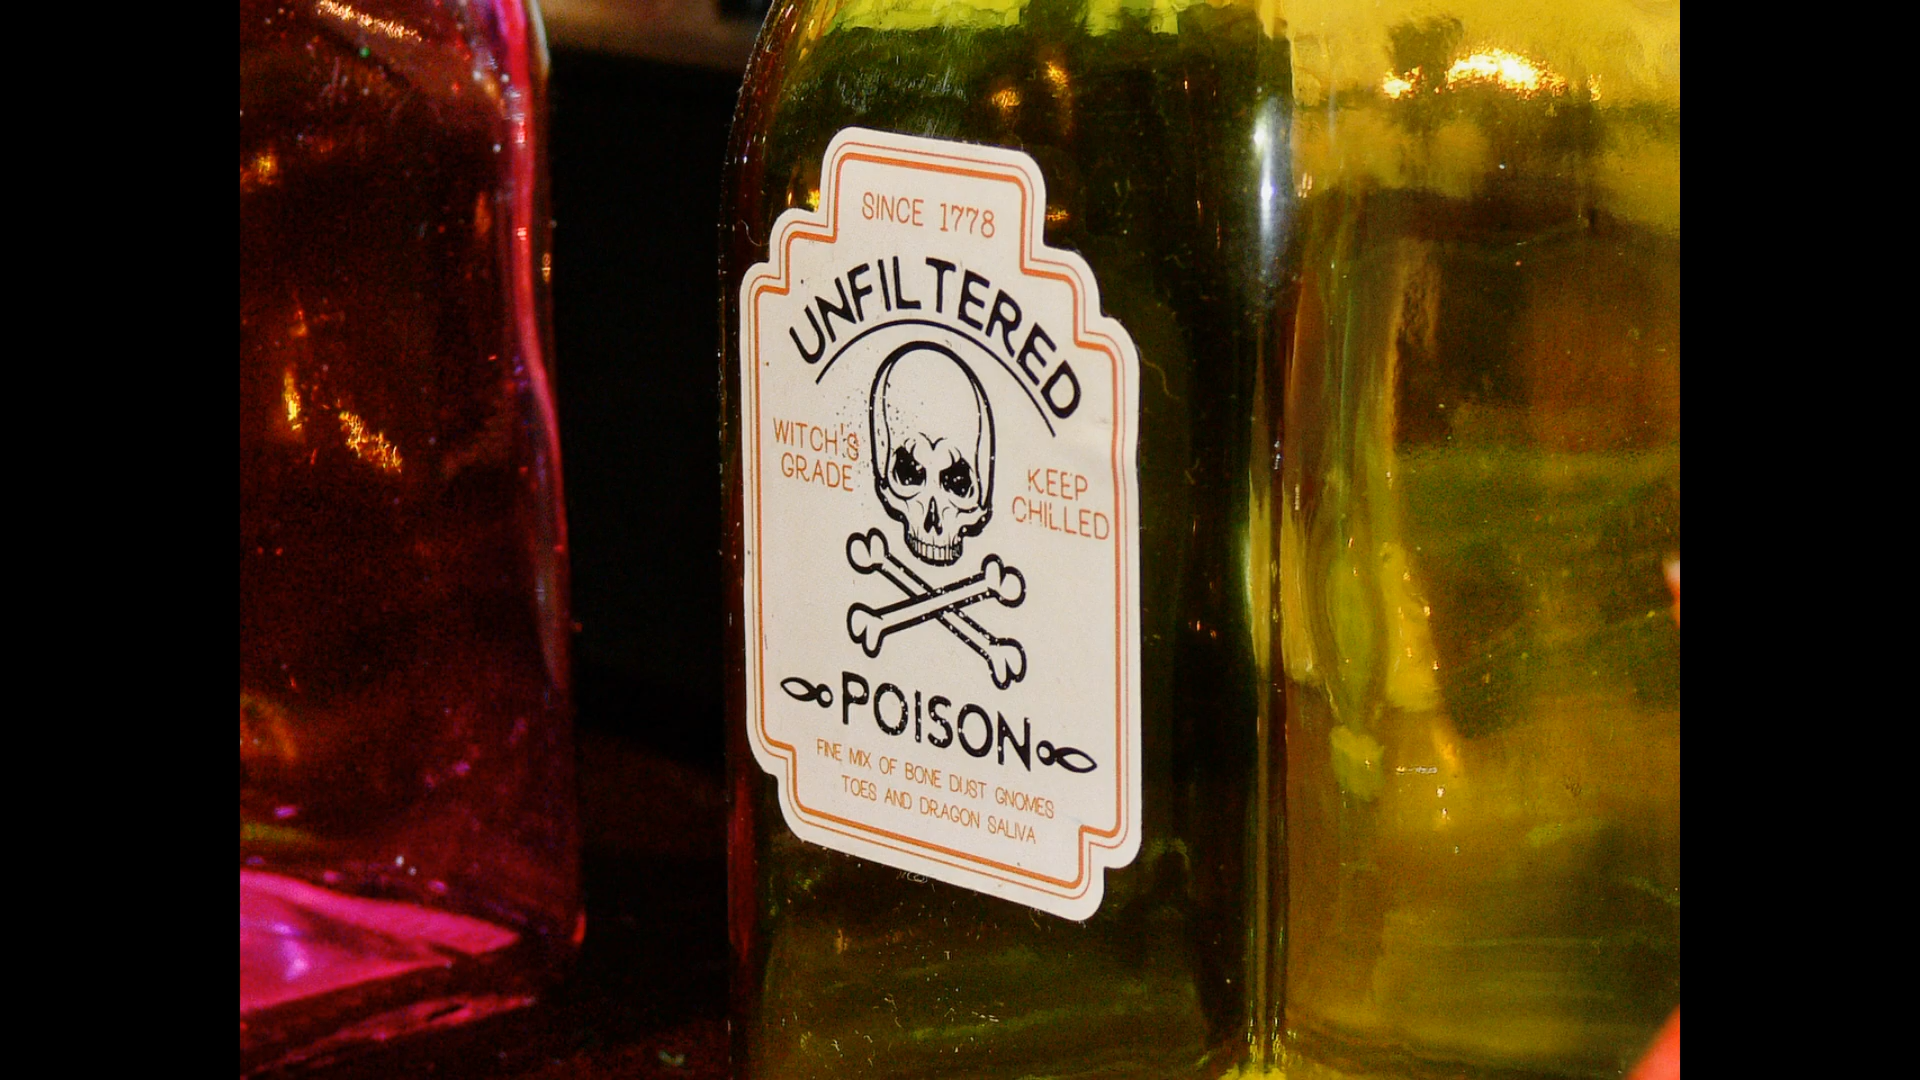 SINCE 1778
UNFILTERED
WITCH'S
GRADE
KEEP
CHILLED
POISON
FINE MIX OF BONE DUST GNOMES
TOES AND DRAGON SALIVA